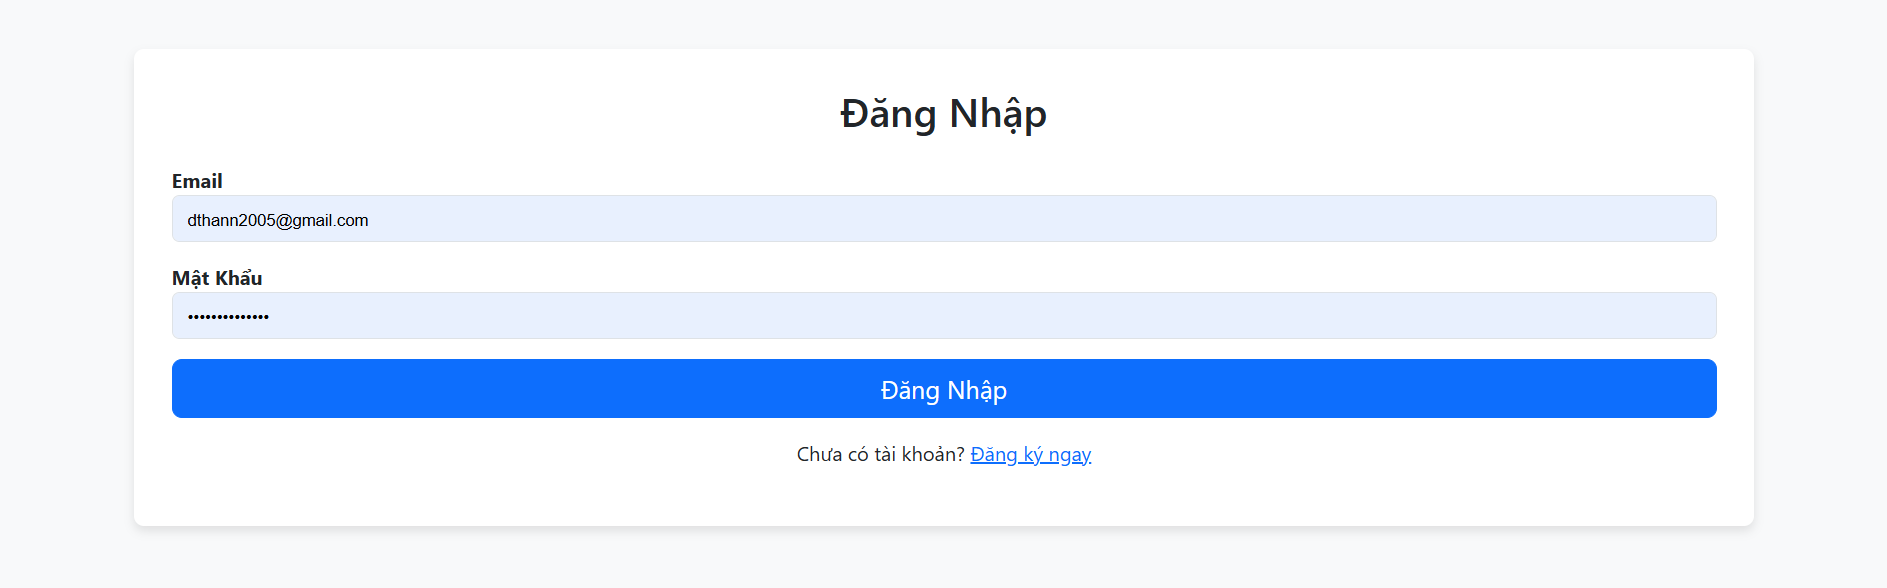 Đăng Nhập
Email
dthann2005@gmail.com
Mật Khẩu
••••••••••••••
Đăng Nhập
Chưa có tài khoản? Đăng ký ngay